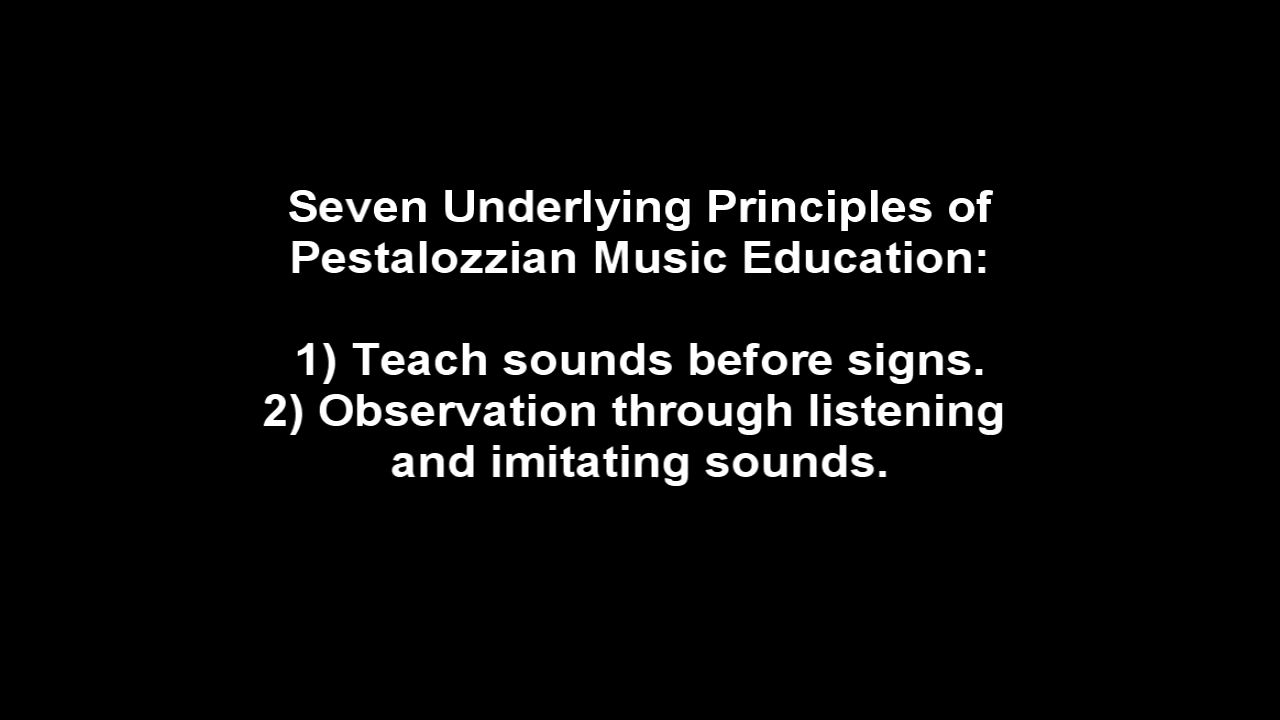 Seven Underlying Principles of
Pestalozzian Music Education:
1) Teach sounds before signs.
2) Observation through listening
and imitating sounds.